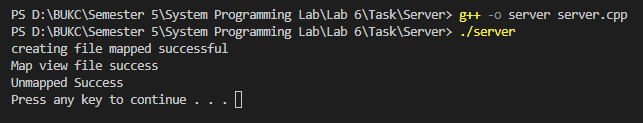 PS D:\BUKC\Semester 5\System Programming Lab\Lab 6\Task\Server> g++ -o server server.cpp
PS D:\BUKC\Semester 5\System Programming Lab\Lab 6\Task\Server> ./server
creating file mapped successful
Map view file success
Unmapped Success
Press any key to continue . . .